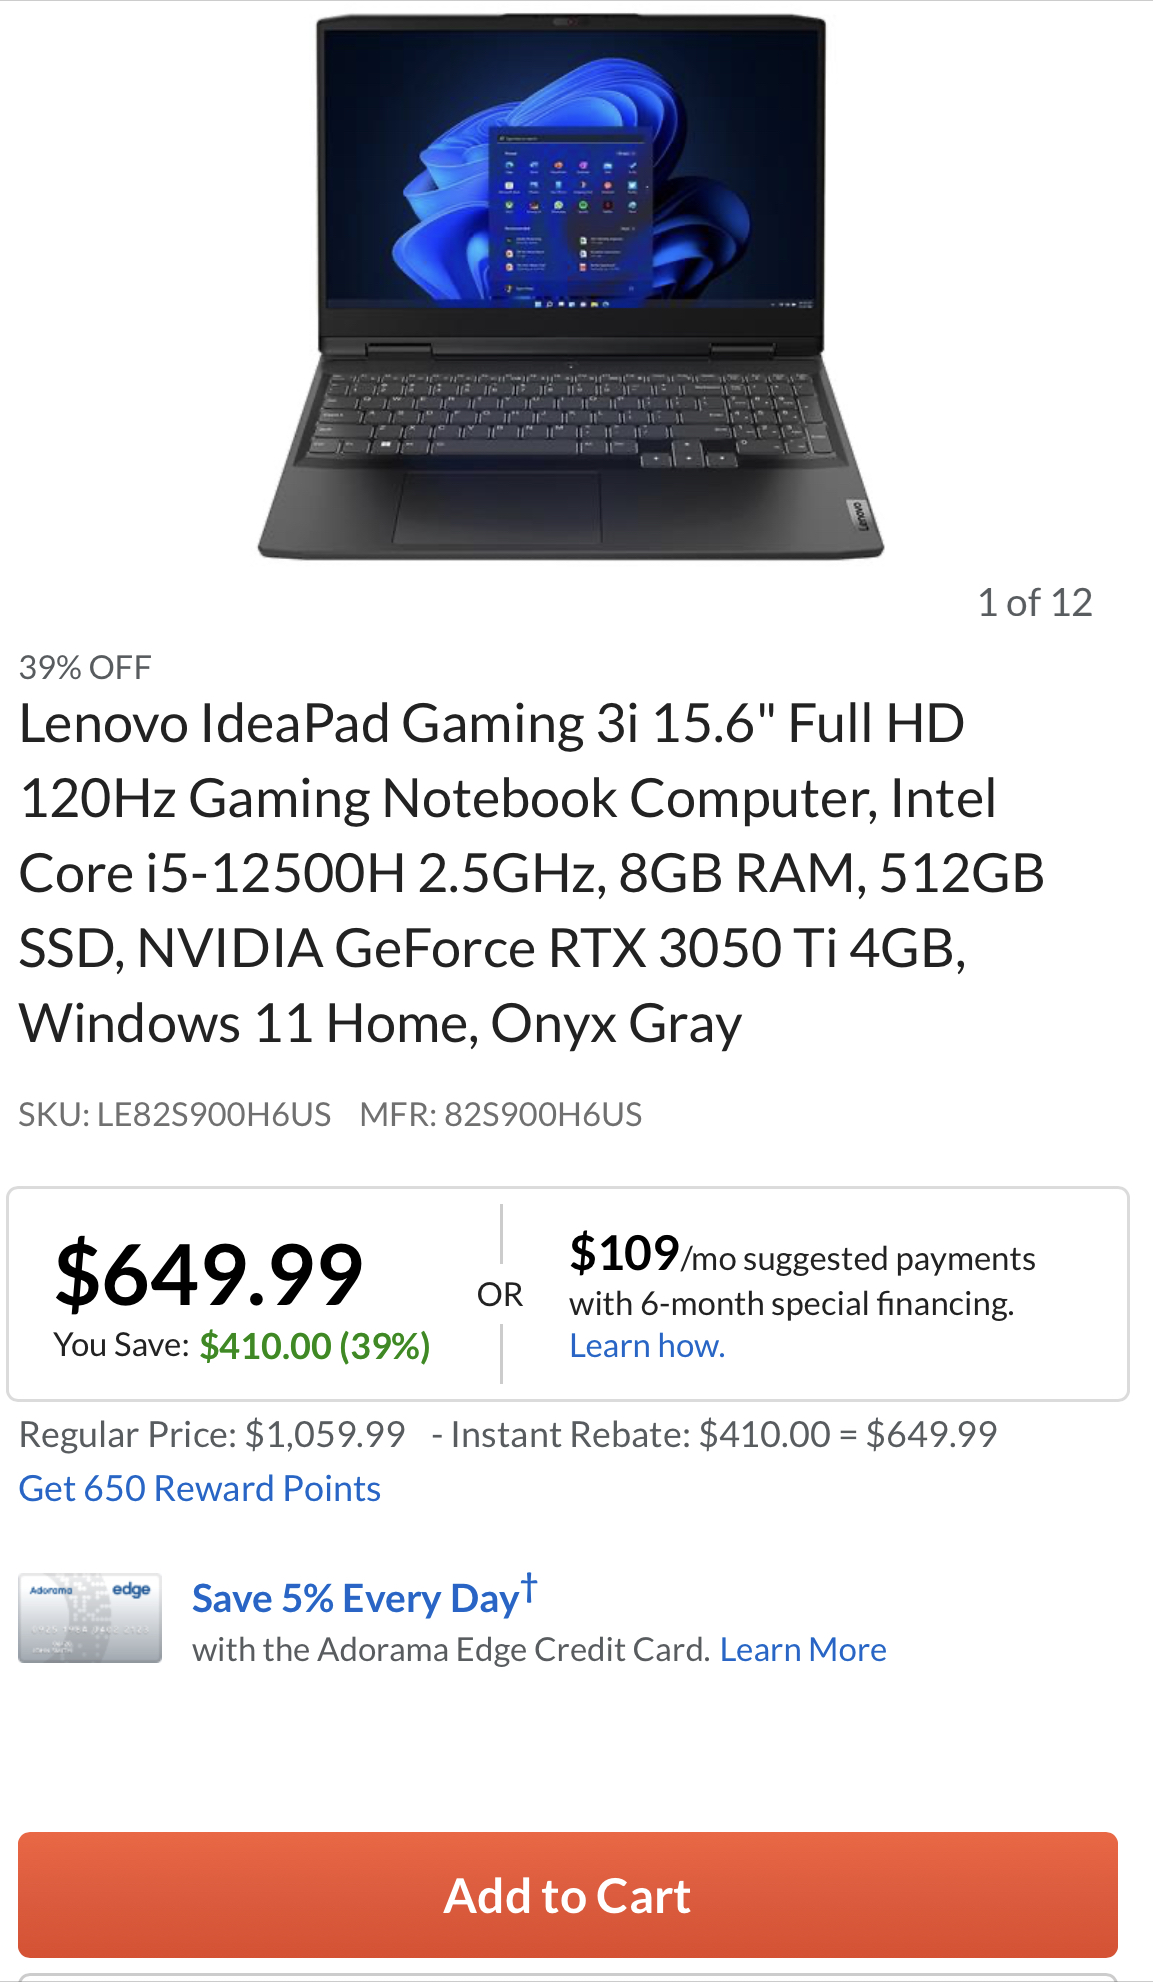 Lenovo
1 of 12
39% OFF
Lenovo IdeaPad Gaming 3i 15.6" Full HD
120Hz Gaming Notebook Computer, Intel
Core i5-12500H 2.5GHz, 8GB RAM, 512GB
SSD, NVIDIA GeForce RTX 3050 Ti 4GB,
Windows 11 Home, Onyx Gray
SKU: LE82S900H6US MFR: 82S900H6US
$649.99
You Save: $410.00 (39%)
OR
$109/mo suggested payments
with 6-month special financing.
Learn how.
Regular Price: $1,059.99 - Instant Rebate: $410.00 = $649.99
Get 650 Reward Points
Adorama edge
Save 5% Every Day†
with the Adorama Edge Credit Card. Learn More
Add to Cart